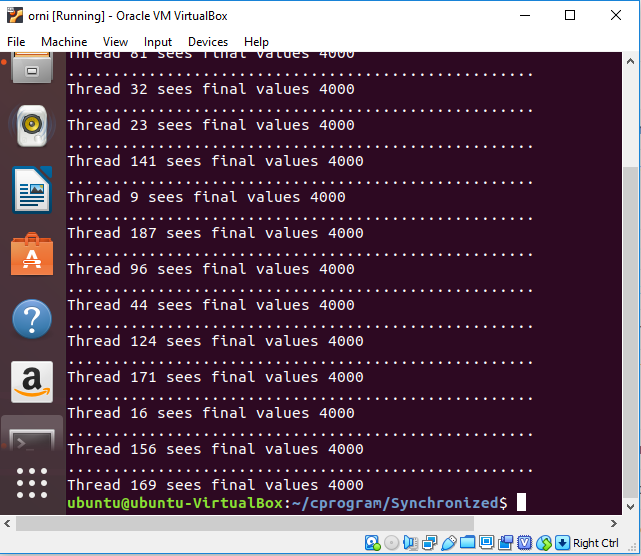 orni [Running] - Oracle VM VirtualBox
File Machine View Input Devices Help
Thread 81 sees final values 4000
....................................................
Thread 32 sees final values 4000
....................................................
Thread 23 sees final values 4000
....................................................
Thread 141 sees final values 4000
....................................................
Thread 9 sees final values 4000
....................................................
Thread 187 sees final values 4000
....................................................
Thread 96 sees final values 4000
....................................................
Thread 44 sees final values 4000
....................................................
Thread 124 sees final values 4000
....................................................
Thread 171 sees final values 4000
....................................................
Thread 16 sees final values 4000
....................................................
Thread 156 sees final values 4000
....................................................
Thread 169 sees final values 4000
ubuntu@ubuntu-VirtualBox:~/cprogram/Synchronized$
Right Ctrl